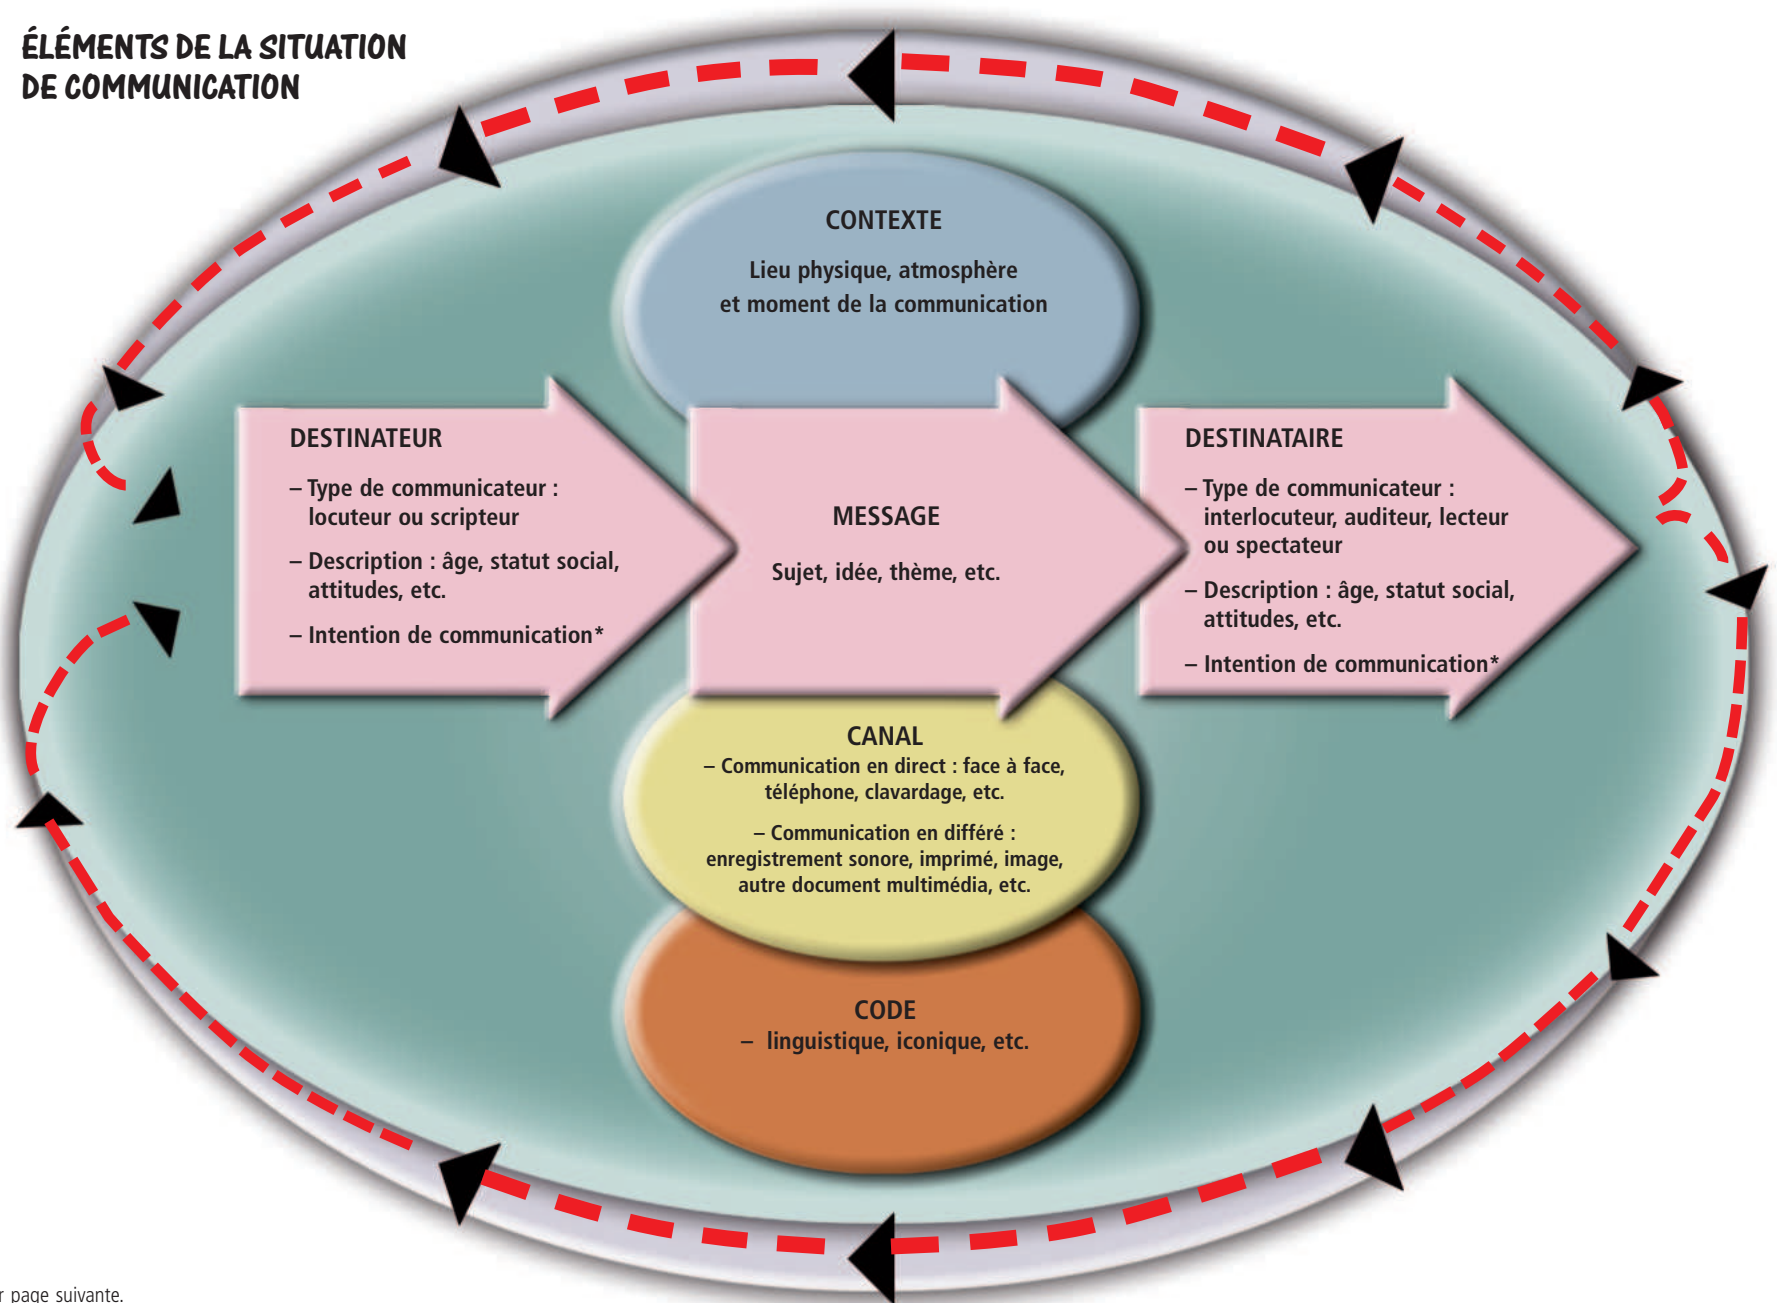 ÉLÉMENTS DE LA SITUATION
DE COMMUNICATION
CONTEXTE
Lieu physique, atmosphère
et moment de la communication
DESTINATEUR
– Type de communicateur :
locuteur ou scripteur
– Description : âge, statut social,
attitudes, etc.
– Intention de communication*
MESSAGE
Sujet, idée, thème, etc.
DESTINATAIRE
– Type de communicateur :
interlocuteur, auditeur, lecteur
ou spectateur
– Description : âge, statut social,
attitudes, etc.
– Intention de communication*
CANAL
– Communication en direct : face à face,
téléphone, clavardage, etc.
– Communication en différé :
enregistrement sonore, imprimé, image,
autre document multimédia, etc.
CODE
– linguistique, iconique, etc.
page suivante.